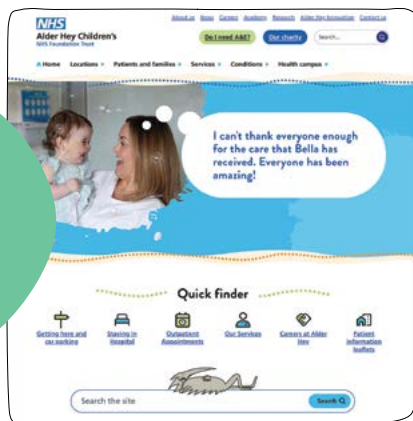 NHS
Alder Hey Children's
NHS Foundation Trust
About us News Careers Academy Research Alder Hey Innovation Contact us
Do I need A&E? Our charity Search...
Home Locations Patients and families Services Conditions Health campus
I can't thank everyone enough
for the care that Bella has
received. Everyone has been
amazing!
Quick finder
Getting here and
car parking
Staying in
Hospital
Outpatient
Appointments
Our Services
Careers at Alder
Hey
Patient
information
leaflets
Search the site Search